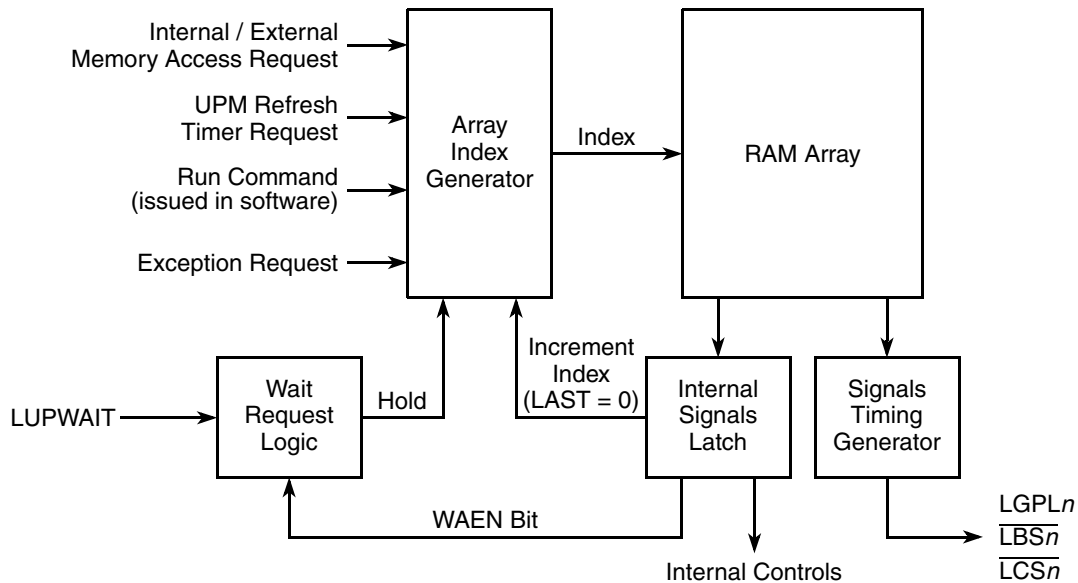 Internal / External
Memory Access Request
UPM Refresh
Timer Request
Run Command
(issued in software)
Exception Request
Array
Index
Generator
Index
RAM Array
LUPWAIT
Wait
Request
Logic
Hold
Increment
Index
(LAST = 0)
Internal
Signals
Latch
Signals
Timing
Generator
WAEN Bit
Internal Controls
LGPLn
LBSn
LCSn